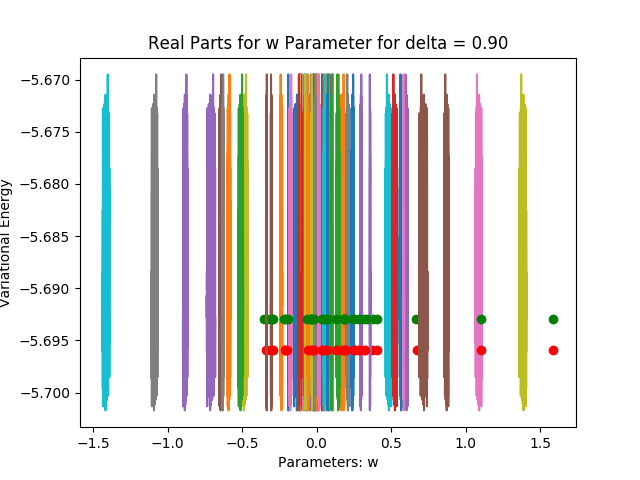 Real Parts for w Parameter for delta = 0.90
Variational Energy
−5.670
−5.675
−5.680
−5.685
−5.690
−5.695
−5.700
−1.5 −1.0 −0.5 0.0 0.5 1.0 1.5
Parameters: w